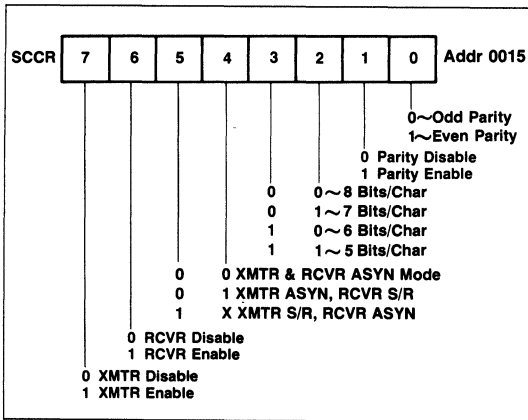 SCCR 7 6 5 4 3 2 1 0 Addr 0015
0~Odd Parity
1~Even Parity
0 Parity Disable
1 Parity Enable
0 0~8 Bits/Char
0 1~7 Bits/Char
1 0~6 Bits/Char
1 1~5 Bits/Char
0 0 XMTR & RCVR ASYN Mode
0 1 XMTR ASYN, RCVR S/R
1 X XMTR S/R, RCVR ASYN
0 RCVR Disable
1 RCVR Enable
0 XMTR Disable
1 XMTR Enable